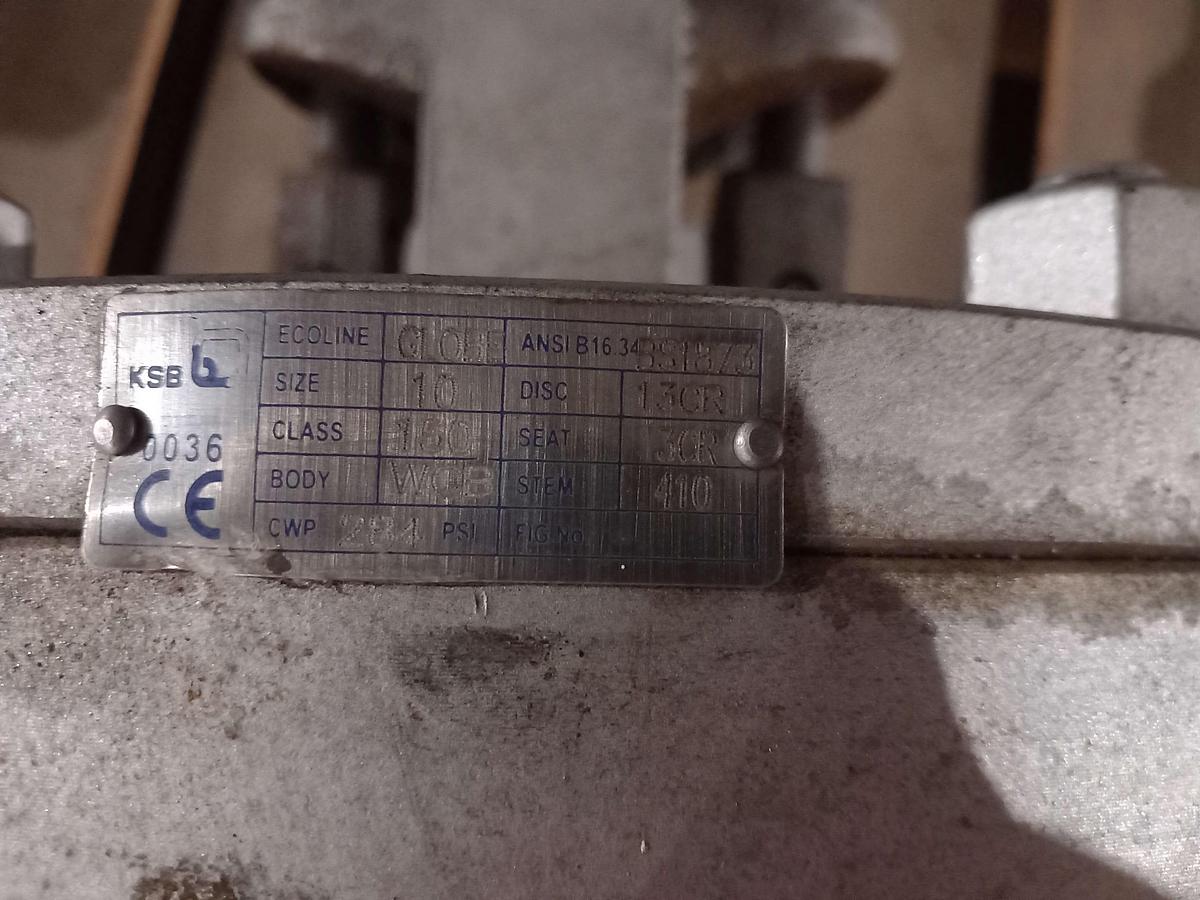 KSB
0036
CE
ECOLINE GLOBE ANSI B16.34 BS1873
SIZE 10 DISC 13CR
CLASS 150 SEAT 13CR
BODY WCB STEM 410
CWP 284 PSI FIG No